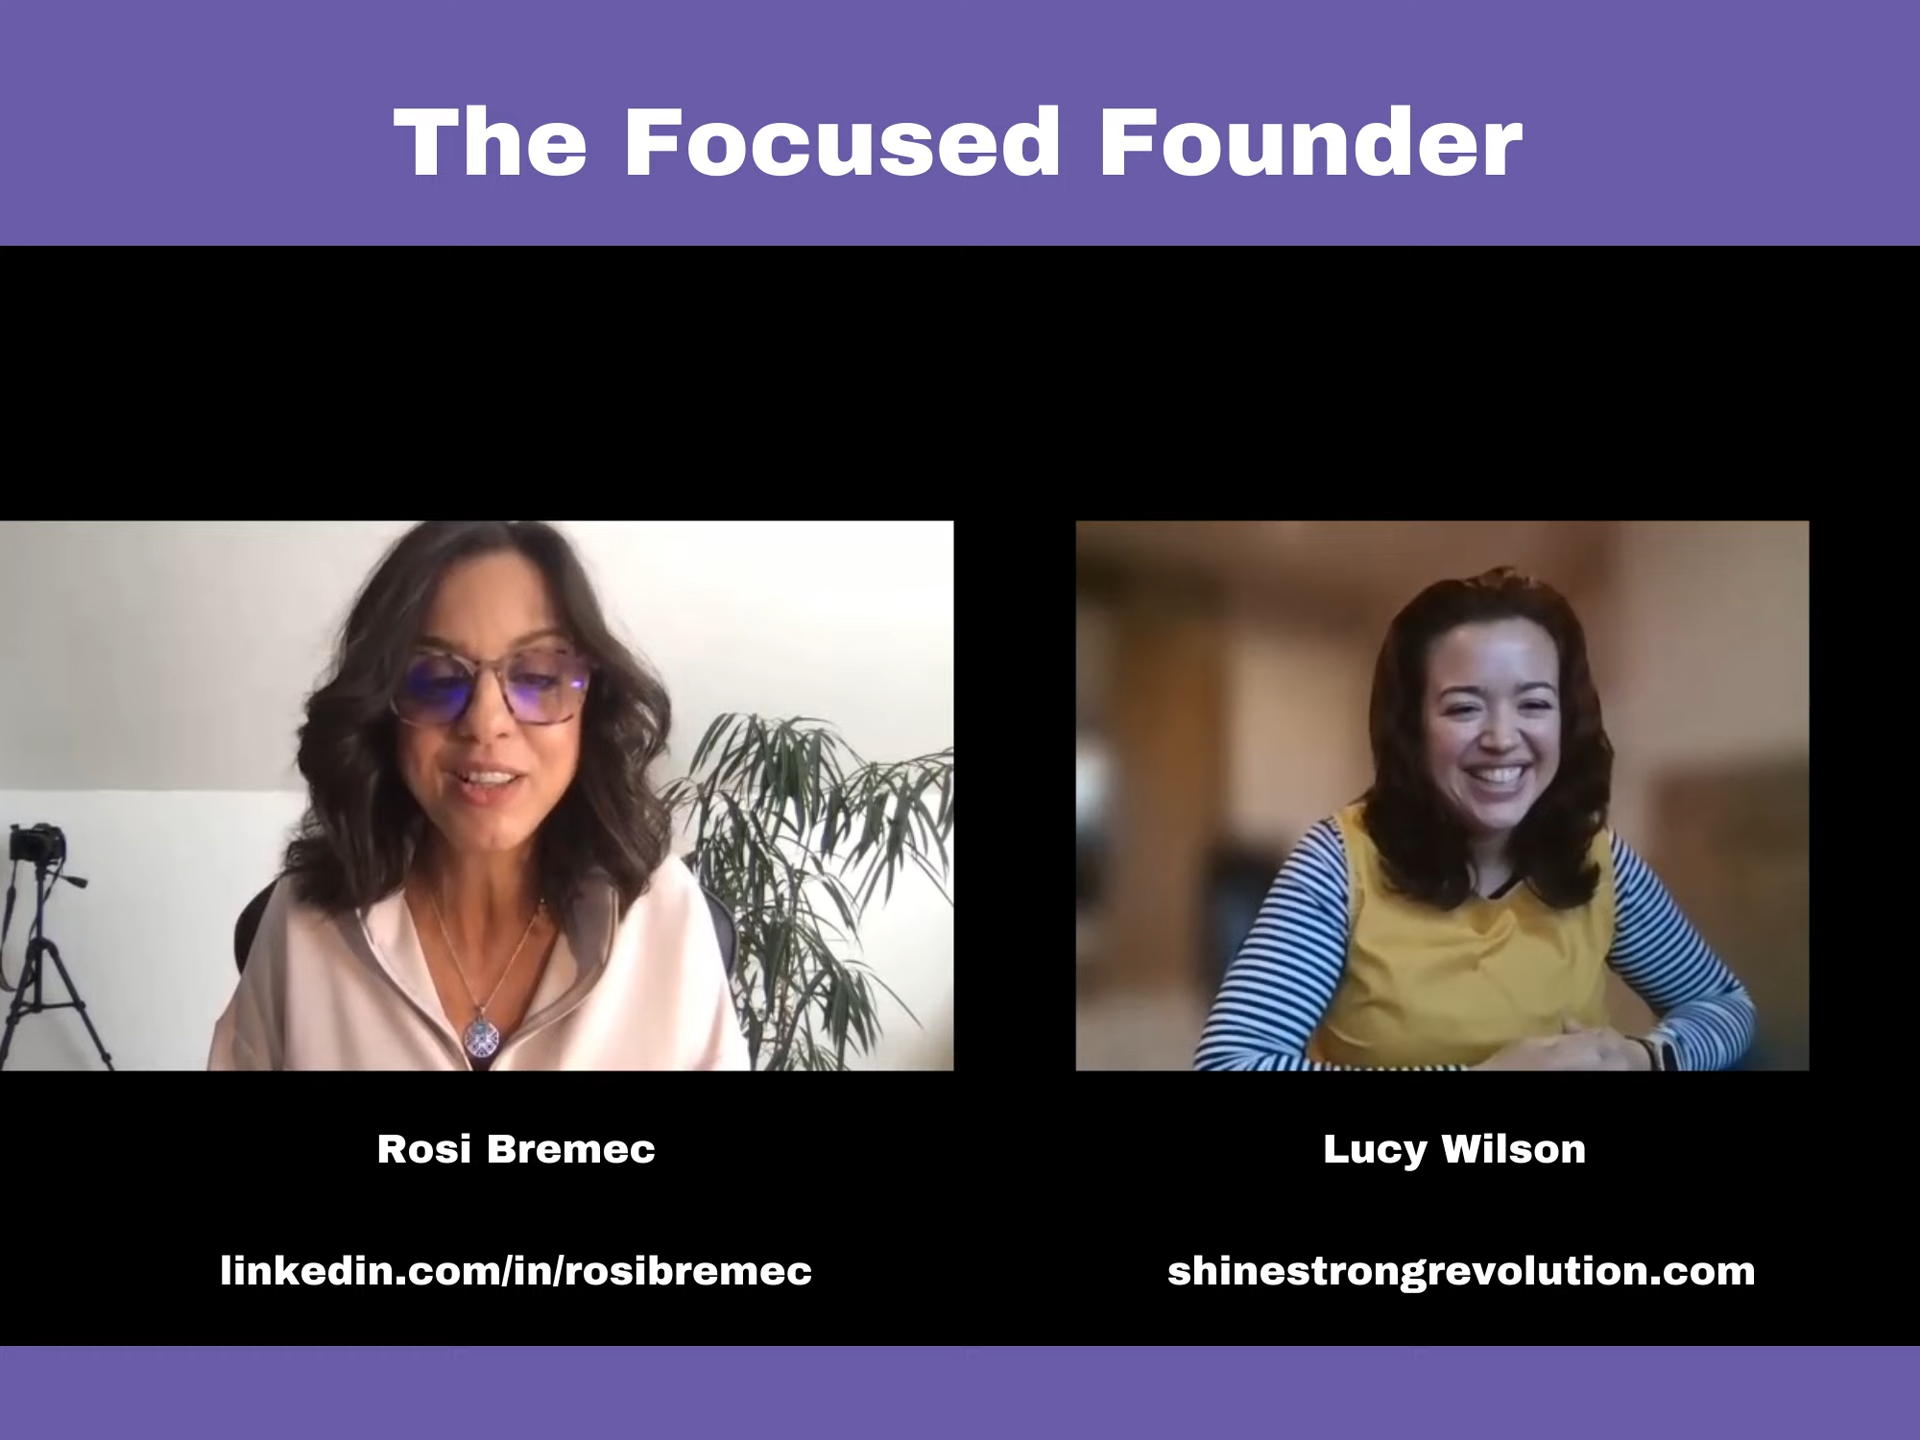 The Focused Founder
Rosi Bremec
Lucy Wilson
linkedin.com/in/rosibremec
shinestrongrevolution.com